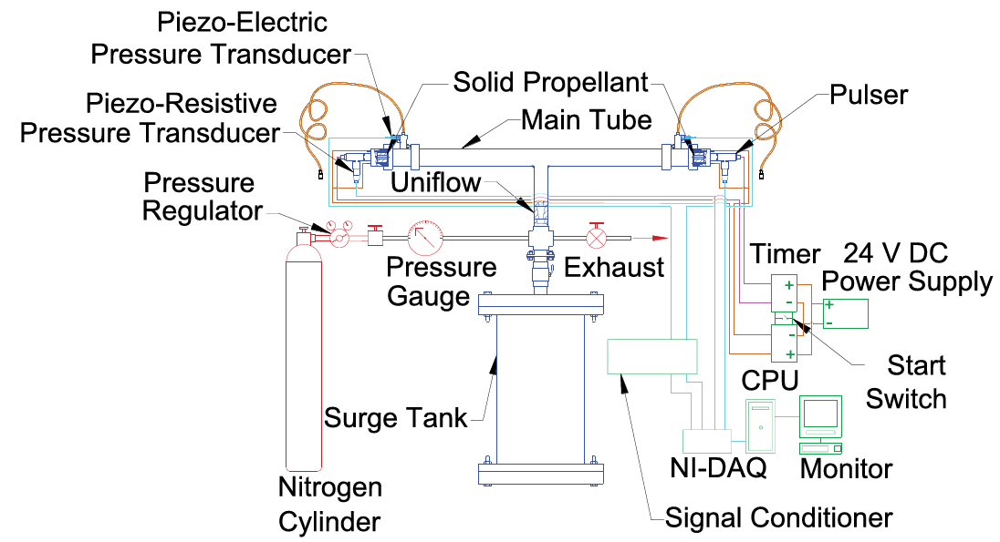 Piezo-Electric
Pressure Transducer
Solid Propellant
Pulser
Piezo-Resistive
Pressure Transducer
Main Tube
Pressure
Regulator
Uniflow
Pressure
Gauge
Exhaust
Timer
24 V DC
Power Supply
+
-
-
+
+
-
Start
Switch
CPU
Surge Tank
NI-DAQ
Monitor
Nitrogen
Cylinder
Signal Conditioner